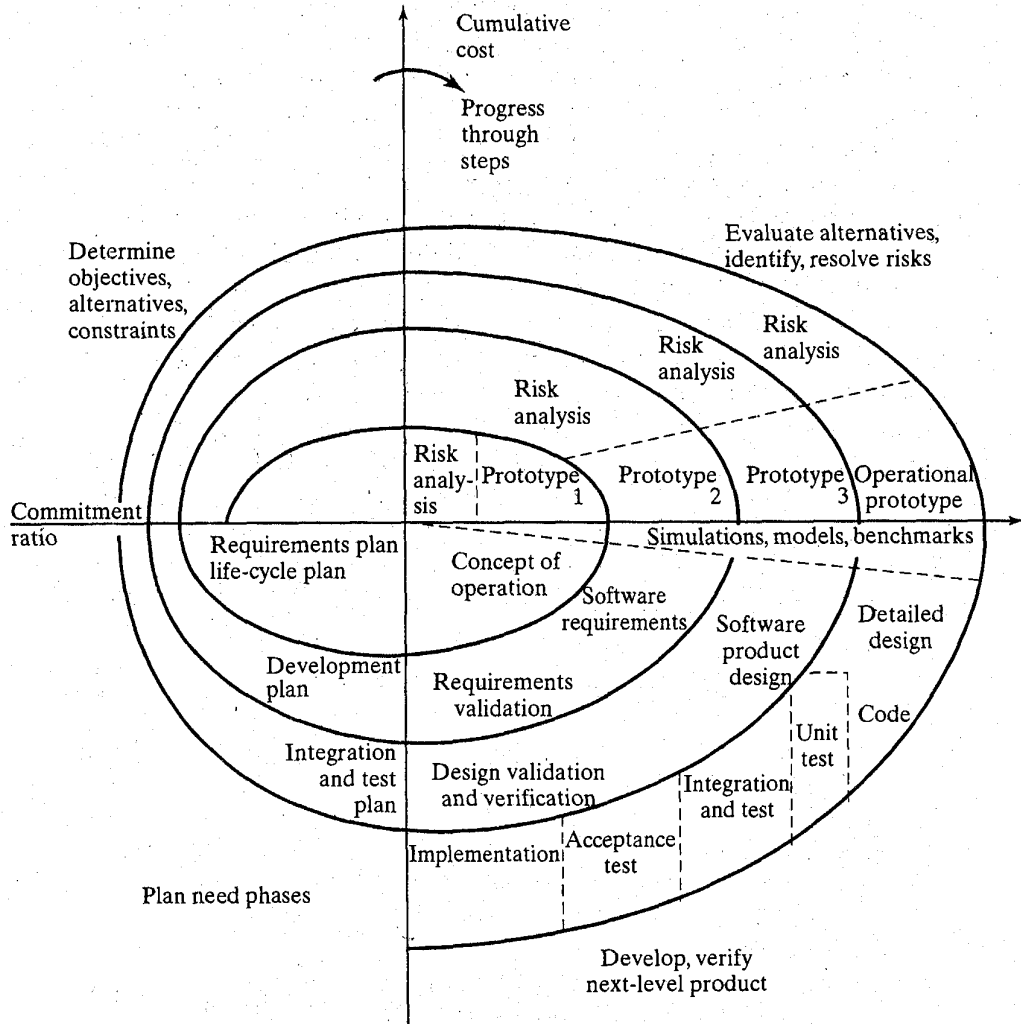 Cumulative
cost
Progress
through
steps
Determine
objectives,
alternatives,
constraints
Evaluate alternatives,
identify, resolve risks
Risk
analysis
Risk
analysis
Risk
analysis
Risk
analy-
sis
Prototype
1
Prototype
2
Prototype
3
Operational
prototype
Commitment
ratio
Simulations, models, benchmarks
Requirements plan
life-cycle plan
Concept of
operation
Software
requirements
Software
product
design
Detailed
design
Development
plan
Requirements
validation
Code
Unit
test
Integration
and test
plan
Design validation
and verification
Integration
and test
Acceptance
test
Implementation
Plan need phases
Develop, verify
next-level product